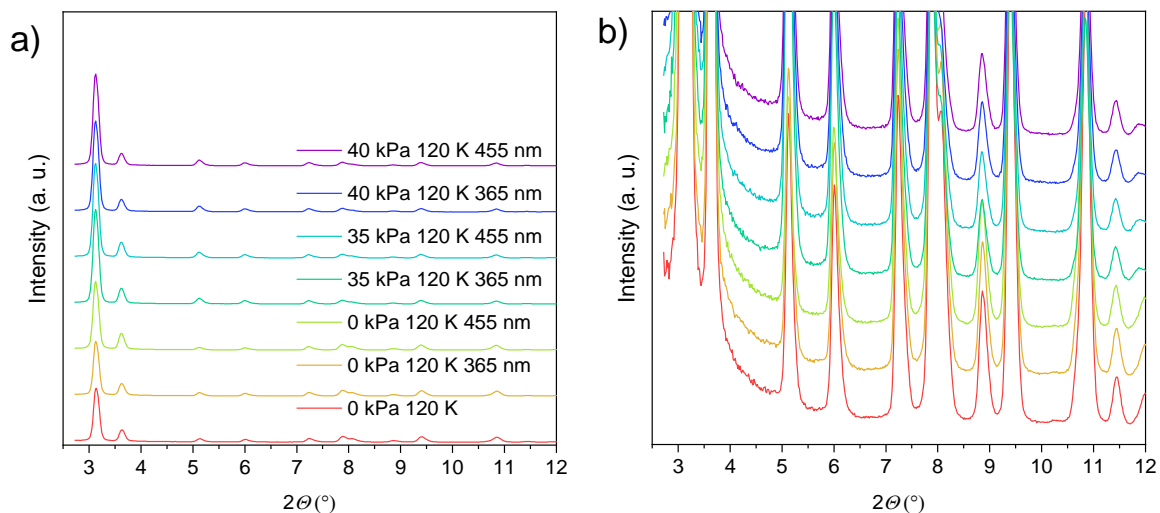 a)
Intensity (a. u.)
40 kPa 120 K 455 nm
40 kPa 120 K 365 nm
35 kPa 120 K 455 nm
35 kPa 120 K 365 nm
0 kPa 120 K 455 nm
0 kPa 120 K 365 nm
0 kPa 120 K
3 4 5 6 7 8 9 10 11 12
2Θ (°)
b)
Intensity (a. u.)
3 4 5 6 7 8 9 10 11 12
2Θ (°)